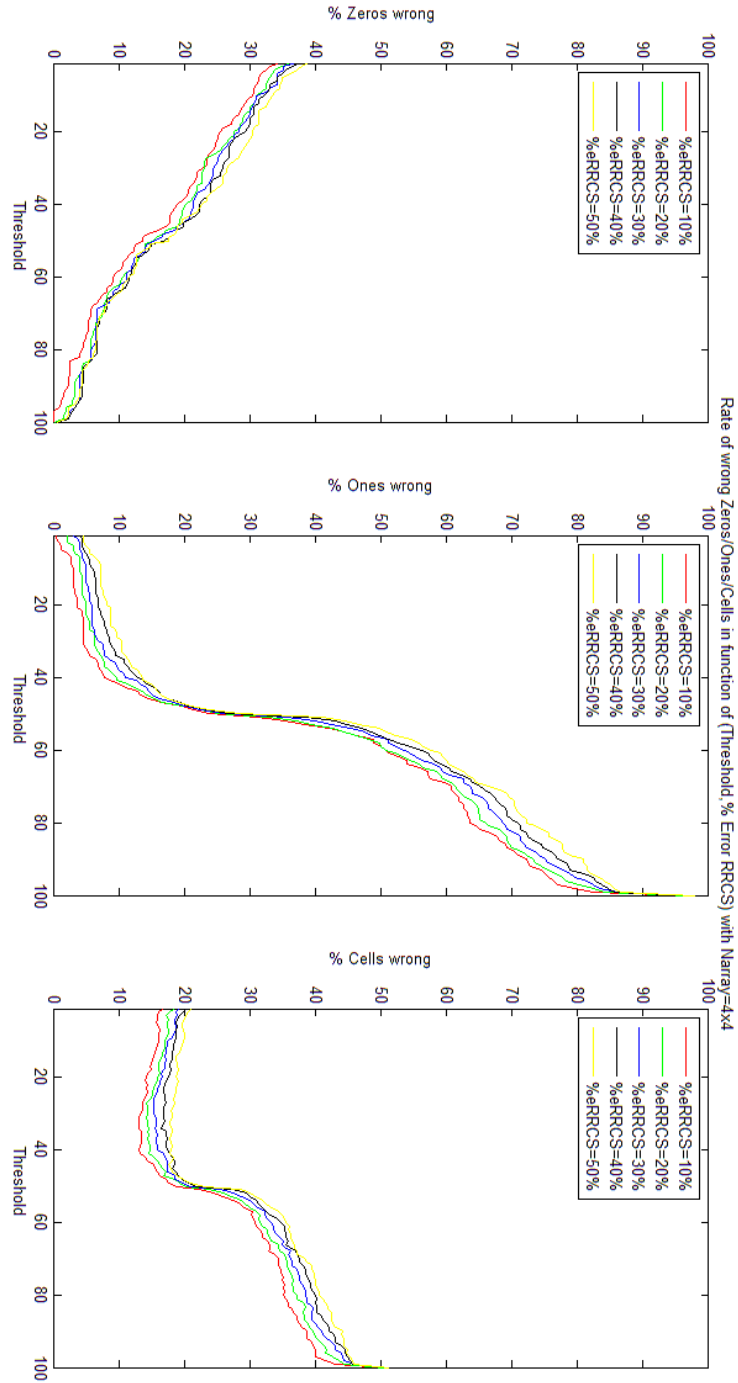 Rate of wrong Zeros/Ones/Cells in function of (Threshold,% Error RRCS) with Narray=4x4
% Zeros wrong
100
90
80
70
60
50
40
30
20
10
0
%eRRCS=10%
%eRRCS=20%
%eRRCS=30%
%eRRCS=40%
%eRRCS=50%
20
40
60
80
100
Threshold
% Ones wrong
100
90
80
70
60
50
40
30
20
10
0
%eRRCS=10%
%eRRCS=20%
%eRRCS=30%
%eRRCS=40%
%eRRCS=50%
20
40
60
80
100
Threshold
% Cells wrong
100
90
80
70
60
50
40
30
20
10
0
%eRRCS=10%
%eRRCS=20%
%eRRCS=30%
%eRRCS=40%
%eRRCS=50%
20
40
60
80
100
Threshold